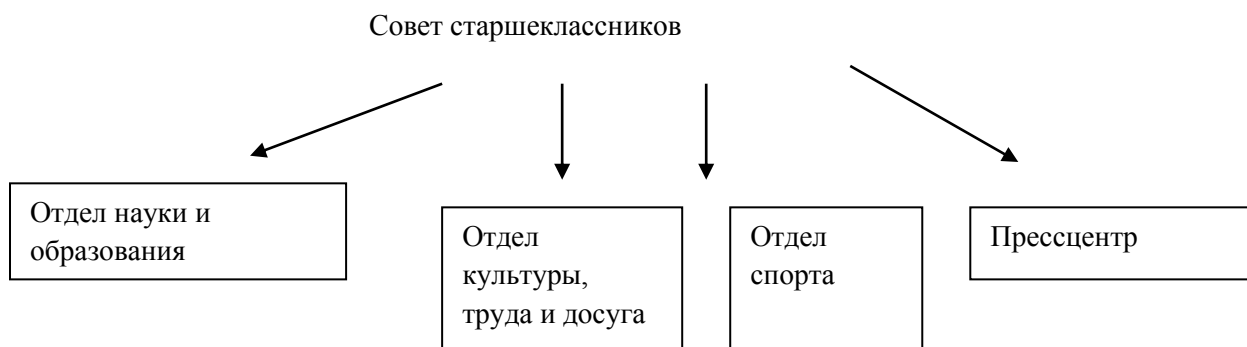 Совет старшеклассников
Отдел науки и
образования
Отдел
культуры,
труда и досуга
Отдел
спорта
Прессцентр